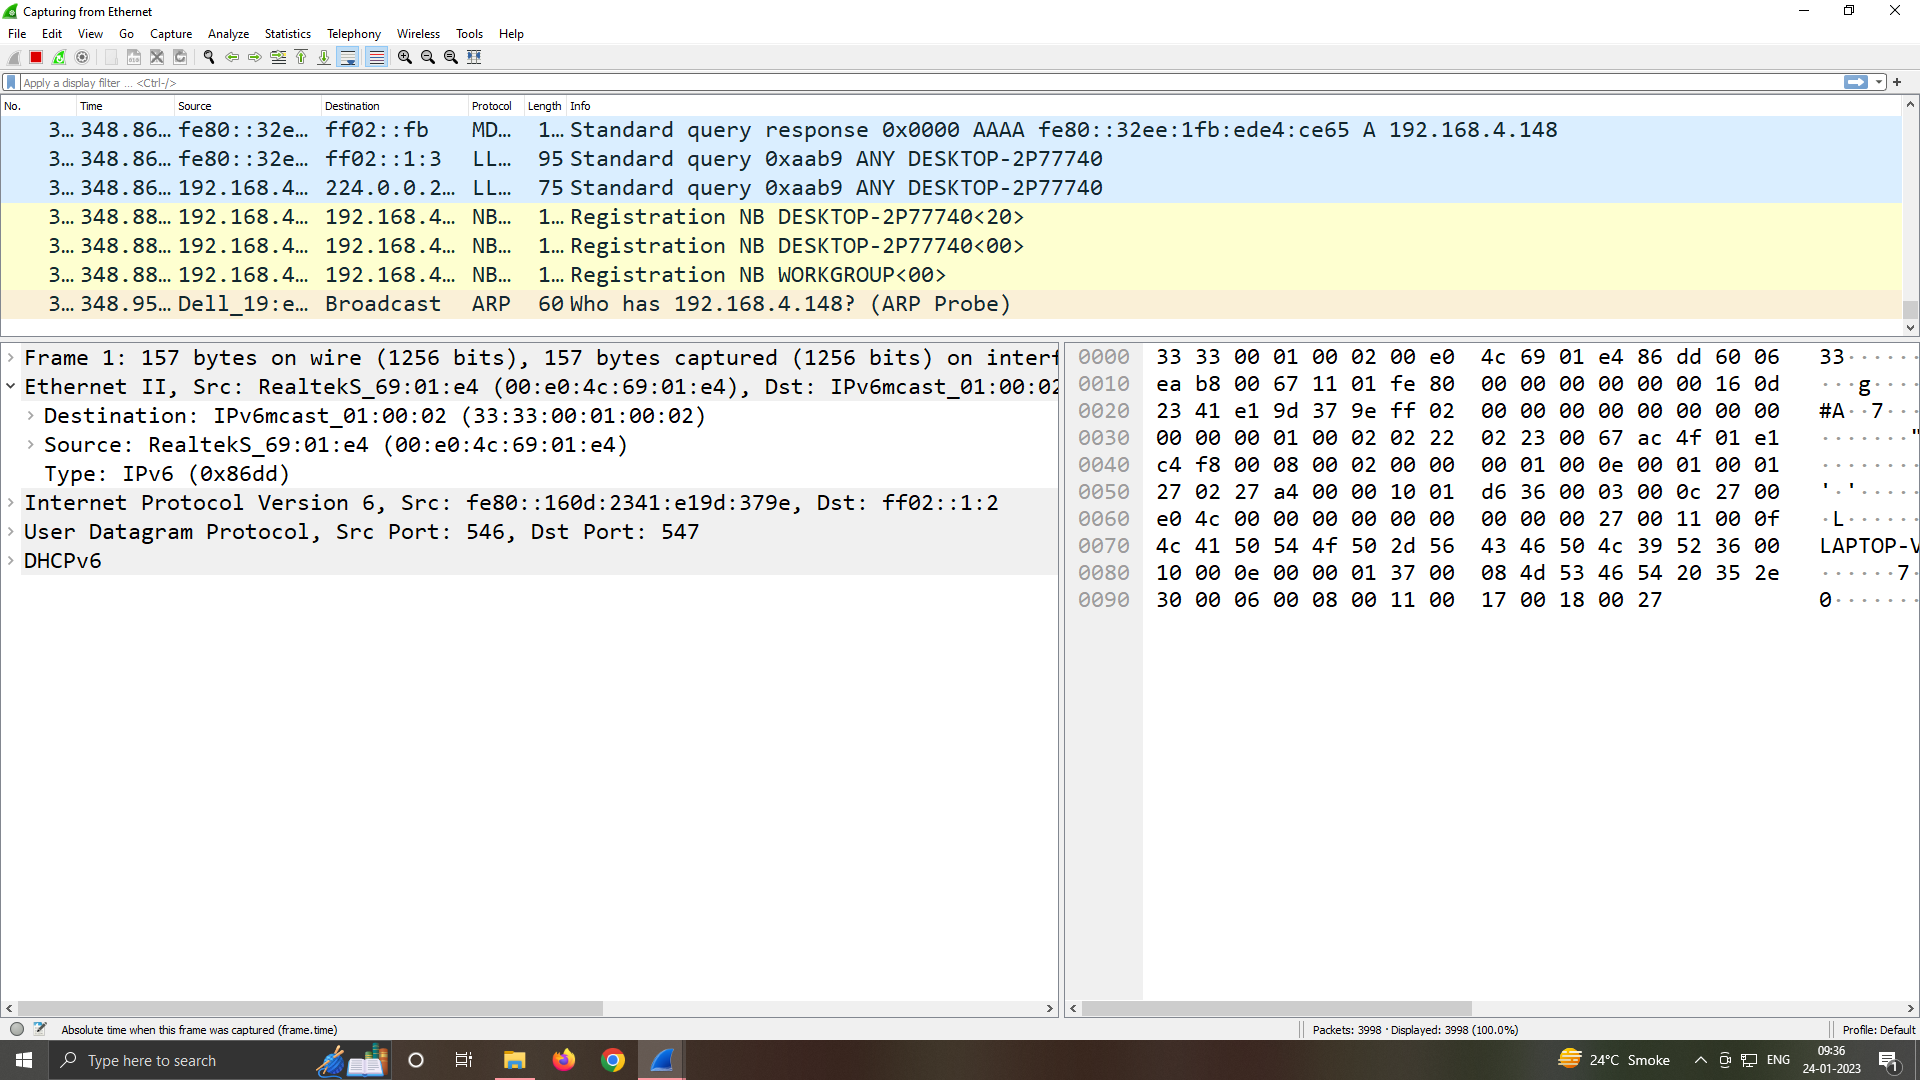 Capturing from Ethernet
File Edit View Go Capture Analyze Statistics Telephony Wireless Tools Help
Apply a display filter ... <Ctrl-/>
No. Time Source Destination Protocol Length Info
3... 348.86... fe80::32e... ff02::fb MD... 1... Standard query response 0x0000 AAAA fe80::32ee:1fb:ede4:ce65 A 192.168.4.148
3... 348.86... fe80::32e... ff02::1:3 LL... 95 Standard query 0xaab9 ANY DESKTOP-2P77740
3... 348.86... 192.168.4... 224.0.0.2... LL... 75 Standard query 0xaab9 ANY DESKTOP-2P77740
3... 348.88... 192.168.4... 192.168.4... NB... 1... Registration NB DESKTOP-2P77740<20>
3... 348.88... 192.168.4... 192.168.4... NB... 1... Registration NB DESKTOP-2P77740<00>
3... 348.88... 192.168.4... 192.168.4... NB... 1... Registration NB WORKGROUP<00>
3... 348.95... Dell_19:e... Broadcast ARP 60 Who has 192.168.4.148? (ARP Probe)
Frame 1: 157 bytes on wire (1256 bits), 157 bytes captured (1256 bits) on interf
Ethernet II, Src: RealtekS_69:01:e4 (00:e0:4c:69:01:e4), Dst: IPv6mcast_01:00:02
Destination: IPv6mcast_01:00:02 (33:33:00:01:00:02)
Source: RealtekS_69:01:e4 (00:e0:4c:69:01:e4)
Type: IPv6 (0x86dd)
Internet Protocol Version 6, Src: fe80::160d:2341:e19d:379e, Dst: ff02::1:2
User Datagram Protocol, Src Port: 546, Dst Port: 547
DHCPv6
0000 33 33 00 01 00 02 00 e0 4c 69 01 e4 86 dd 60 06 33······
0010 ea b8 00 67 11 01 fe 80 00 00 00 00 00 00 16 0d ···g····
0020 23 41 e1 9d 37 9e ff 02 00 00 00 00 00 00 00 00 #A··7···
0030 00 00 00 01 00 02 02 22 02 23 00 67 ac 4f 01 e1 ·······"
0040 c4 f8 00 08 00 02 00 00 00 01 00 0e 00 01 00 01 ········
0050 27 02 27 a4 00 00 10 01 d6 36 00 03 00 0c 27 00 '·'·····
0060 e0 4c 00 00 00 00 00 00 00 00 00 27 00 11 00 0f ·L······
0070 4c 41 50 54 4f 50 2d 56 43 46 50 4c 39 52 36 00 LAPTOP-V
0080 10 00 0e 00 00 01 37 00 08 4d 53 46 54 20 35 2e ······7·
0090 30 00 06 00 08 00 11 00 17 00 18 00 27 0·······
Absolute time when this frame was captured (frame.time)
Packets: 3998 · Displayed: 3998 (100.0%)
Profile: Default
Type here to search
24°C Smoke
ENG
09:36
24-01-2023
1